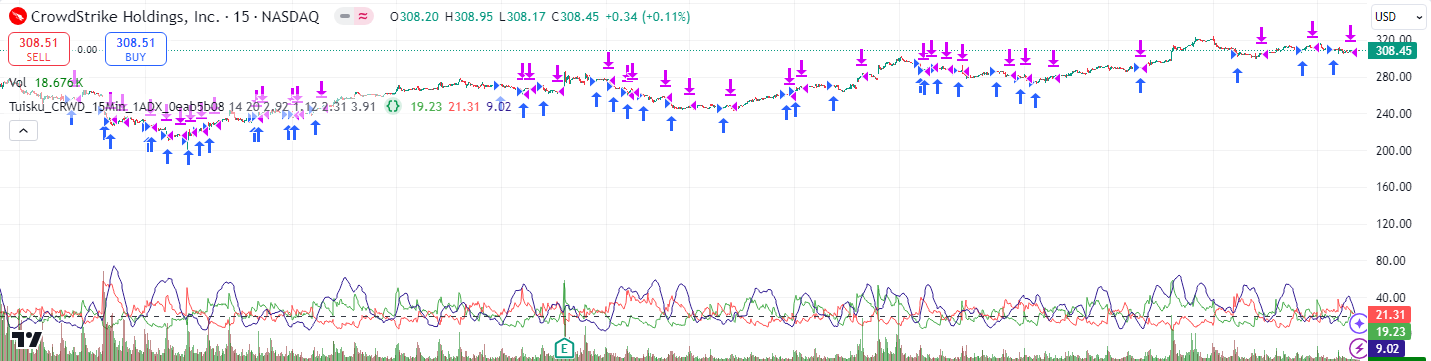 CrowdStrike Holdings, Inc. · 15 · NASDAQ O308.20 H308.95 L308.17 C308.45 +0.34 (+0.11%)
USD
308.51 SELL
0.00
308.51 BUY
Vol 18.676K
Tuisku_CRWD_15Min_1ADX_0eab5b08 14 20 2.92 1.12 2.31 3.91 19.23 21.31 9.02
320.00
308.45
280.00
240.00
200.00
160.00
120.00
80.00
40.00
21.31
19.23
9.02
E